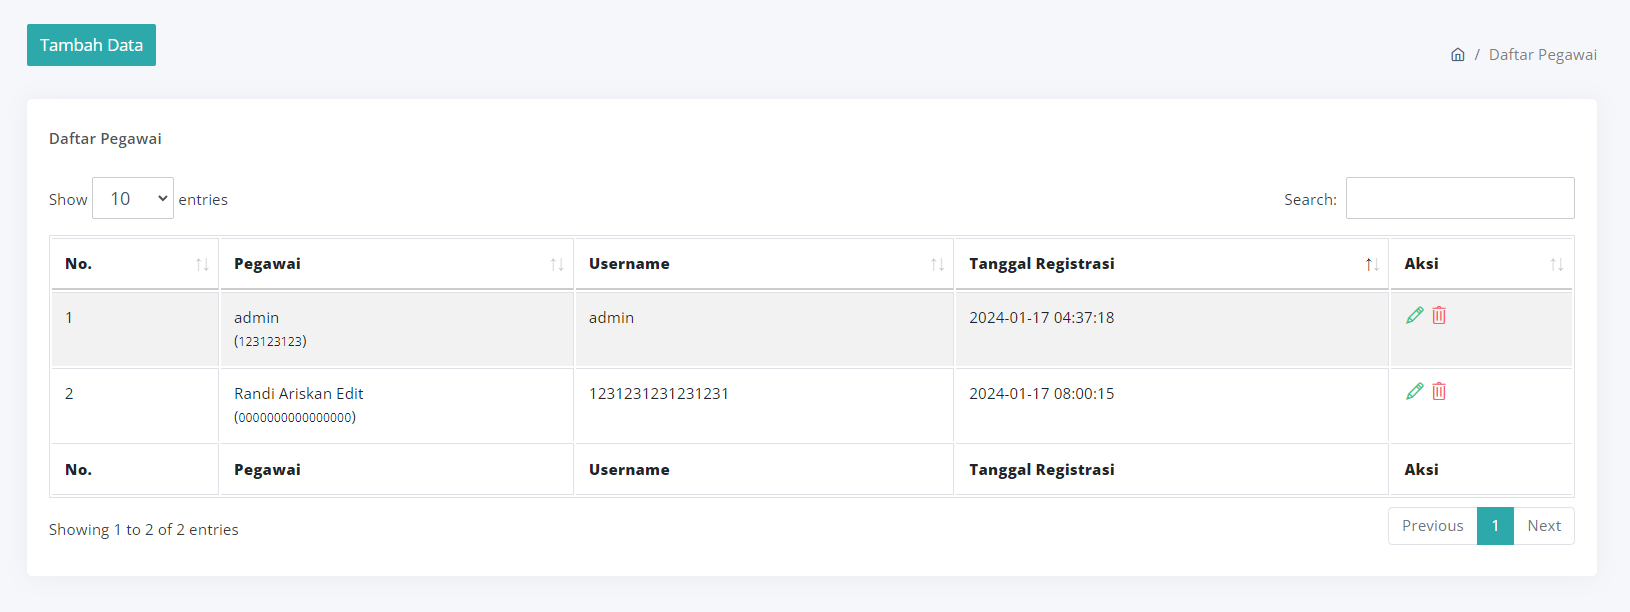 Tambah Data
/ Daftar Pegawai
Daftar Pegawai
Show 10 entries
Search:
No. Pegawai Username Tanggal Registrasi Aksi
1 admin admin 2024-01-17 04:37:18
(123123123)
2 Randi Ariskan Edit 1231231231231231 2024-01-17 08:00:15
(0000000000000000)
No. Pegawai Username Tanggal Registrasi Aksi
Showing 1 to 2 of 2 entries
Previous 1 Next